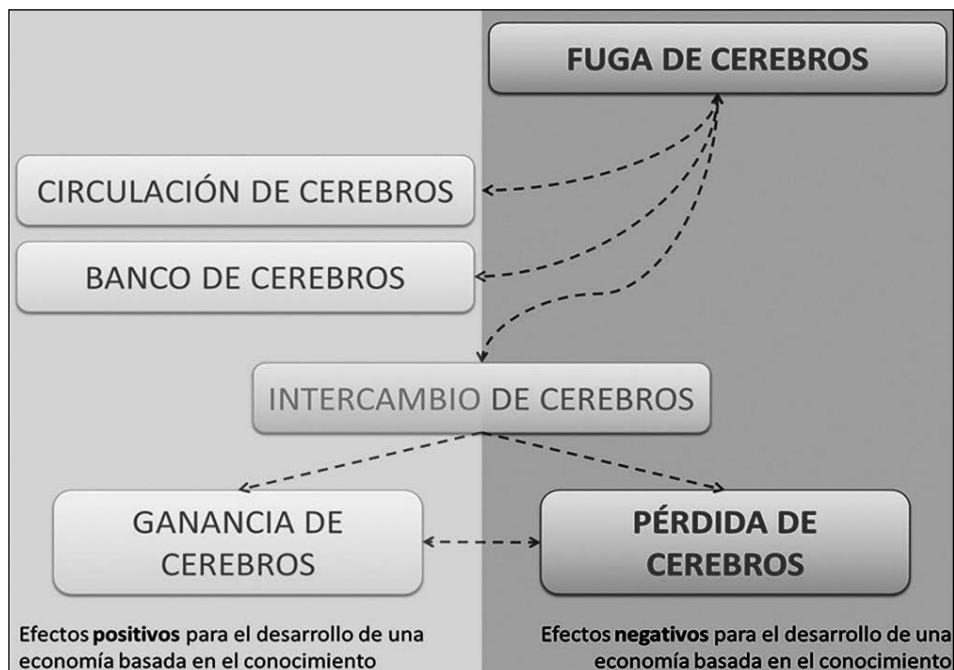 FUGA DE CEREBROS
CIRCULACIÓN DE CEREBROS
BANCO DE CEREBROS
INTERCAMBIO DE CEREBROS
GANANCIA DE
CEREBROS
PÉRDIDA DE
CEREBROS
Efectos positivos para el desarrollo de una
economía basada en el conocimiento
Efectos negativos para el desarrollo de una
economía basada en el conocimiento